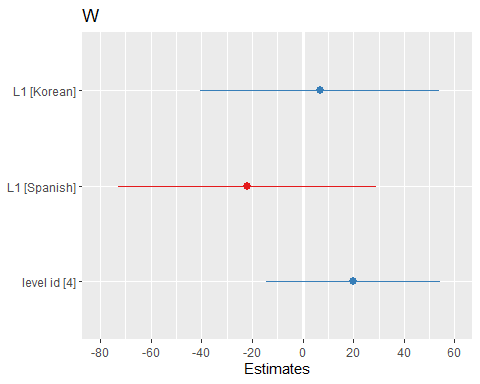 W
L1 [Korean]
L1 [Spanish]
level id [4]
-80 -60 -40 -20 0 20 40 60
Estimates